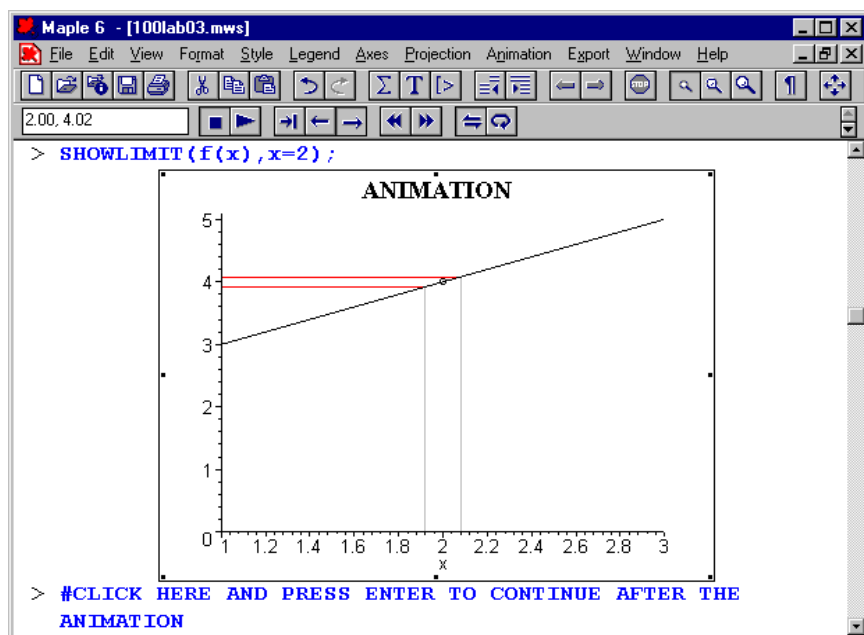 Maple 6 - [100lab03.mws]
File Edit View Format Style Legend Axes Projection Animation Export Window Help
Σ T [> STOP ¶
2.00, 4.02
> SHOWLIMIT(f(x),x=2);
ANIMATION
5
4
3
2
1
0
1 1.2 1.4 1.6 1.8 2 2.2 2.4 2.6 2.8 3
x
> #CLICK HERE AND PRESS ENTER TO CONTINUE AFTER THE
ANIMATION